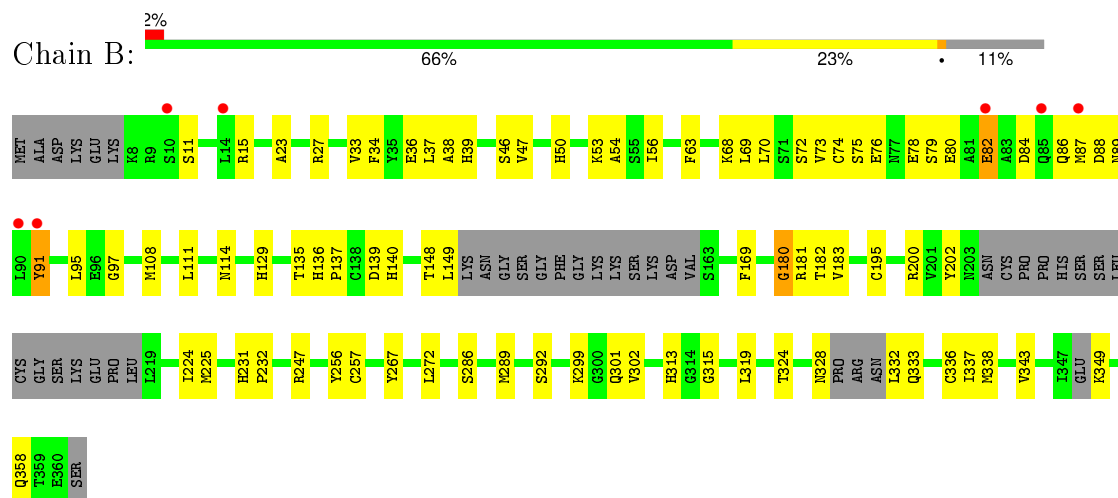 2%
Chain B:
66% 23% • 11%
MET ALA ASP LYS GLU LYS K8 R9 S10 S11 L14 R15 A23 R27 V33 F34 Y35 E36 L37 A38 H39 S46 V47 H50 K53 A54 S55 I56 F63 K68 L69 L70 S71 S72 V73 C74 S75 E76 N77 E78 S79 E80 A81 E82 A83 D84 Q85 Q86 M87 D88 N89
L90 Y91 L95 E96 G97 M108 L111 N114 H129 T135 H136 P137 C138 D139 H140 T148 L149 LYS ASN GLY SER GLY PHE GLY LYS LYS SER LYS ASP VAL S163 F169 G180 R181 T182 V183 C195 R200 V201 Y202 N203 ASN CYS PRO PRO HIS SER SER LEU
CYS GLY SER LYS GLU PRO LEU L219 I224 M225 H231 P232 R247 Y256 C257 Y267 L272 S286 M289 S292 K299 G300 Q301 V302 H313 G314 G315 L319 T324 N328 PRO ARG ASN L332 Q333 C336 I337 M338 V343 I347 GLU K349
Q358 T359 E360 SER